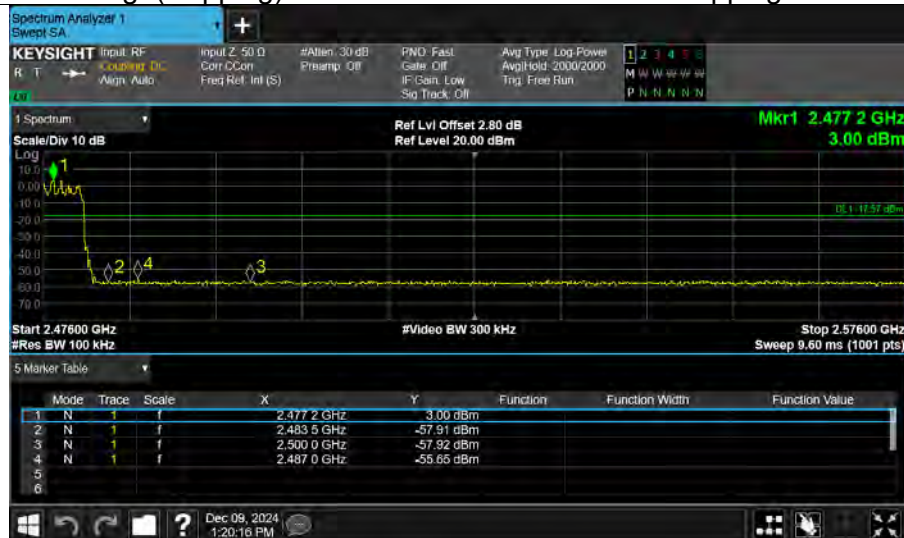 Spectrum Analyzer 1
Swept SA
+
KEYSIGHT Input: RF Input Z: 50 Ω #Atten: 30 dB PNO: Fast Avg Type: Log-Power 1 2 3 4 5 6
R T Coupling: DC Corr CCorr Preamp: Off Gate: Off Avg|Hold: 2000/2000 M W W W W W
Align: Auto Freq Ref: Int (S) IF Gain: Low Trig: Free Run
Sig Track: Off P N N N N N
1 Spectrum Ref Lvl Offset 2.80 dB Mkr1 2.477 2 GHz
Scale/Div 10 dB Ref Level 20.00 dBm 3.00 dBm
Log
10.0
0.00
-10.0
-20.0
-30.0
-40.0
-50.0
-60.0
-70.0
1
DL1 -17.57 dBm
2 4 3
Start 2.47600 GHz #Video BW 300 kHz Stop 2.57600 GHz
#Res BW 100 kHz Sweep 9.60 ms (1001 pts)
5 Marker Table
Mode Trace Scale X Y Function Function Width Function Value
1 N 1 f 2.477 2 GHz 3.00 dBm
2 N 1 f 2.483 5 GHz -57.91 dBm
3 N 1 f 2.500 0 GHz -57.92 dBm
4 N 1 f 2.487 0 GHz -55.65 dBm
5
6
? Dec 09, 2024
1:20:16 PM